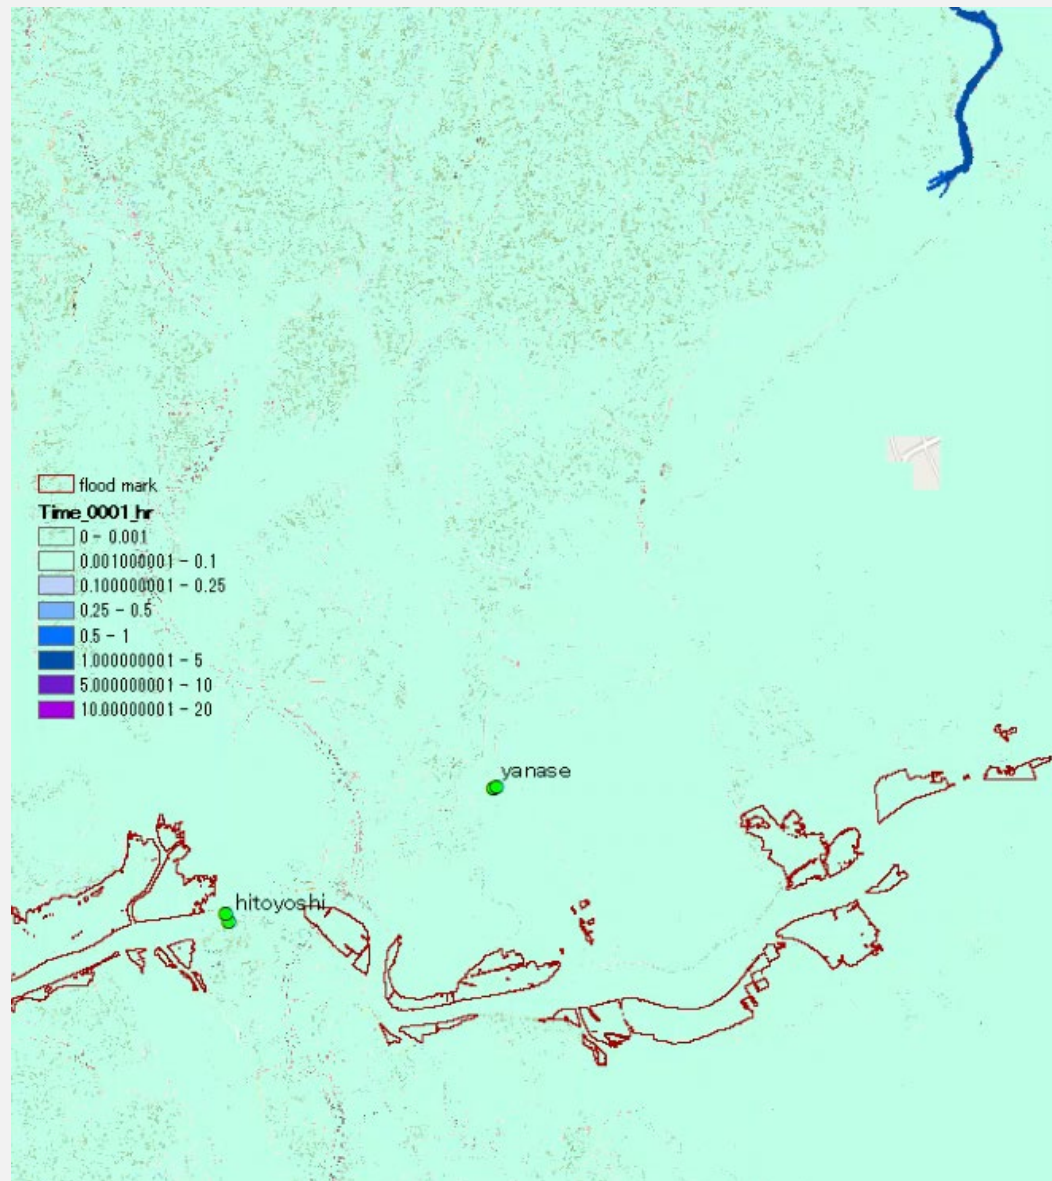 flood mark
Time_0001_hr
0 - 0.001
0.001000001 - 0.1
0.100000001 - 0.25
0.25 - 0.5
0.5 - 1
1.000000001 - 5
5.000000001 - 10
10.00000001 - 20
yanase
hitoyoshi